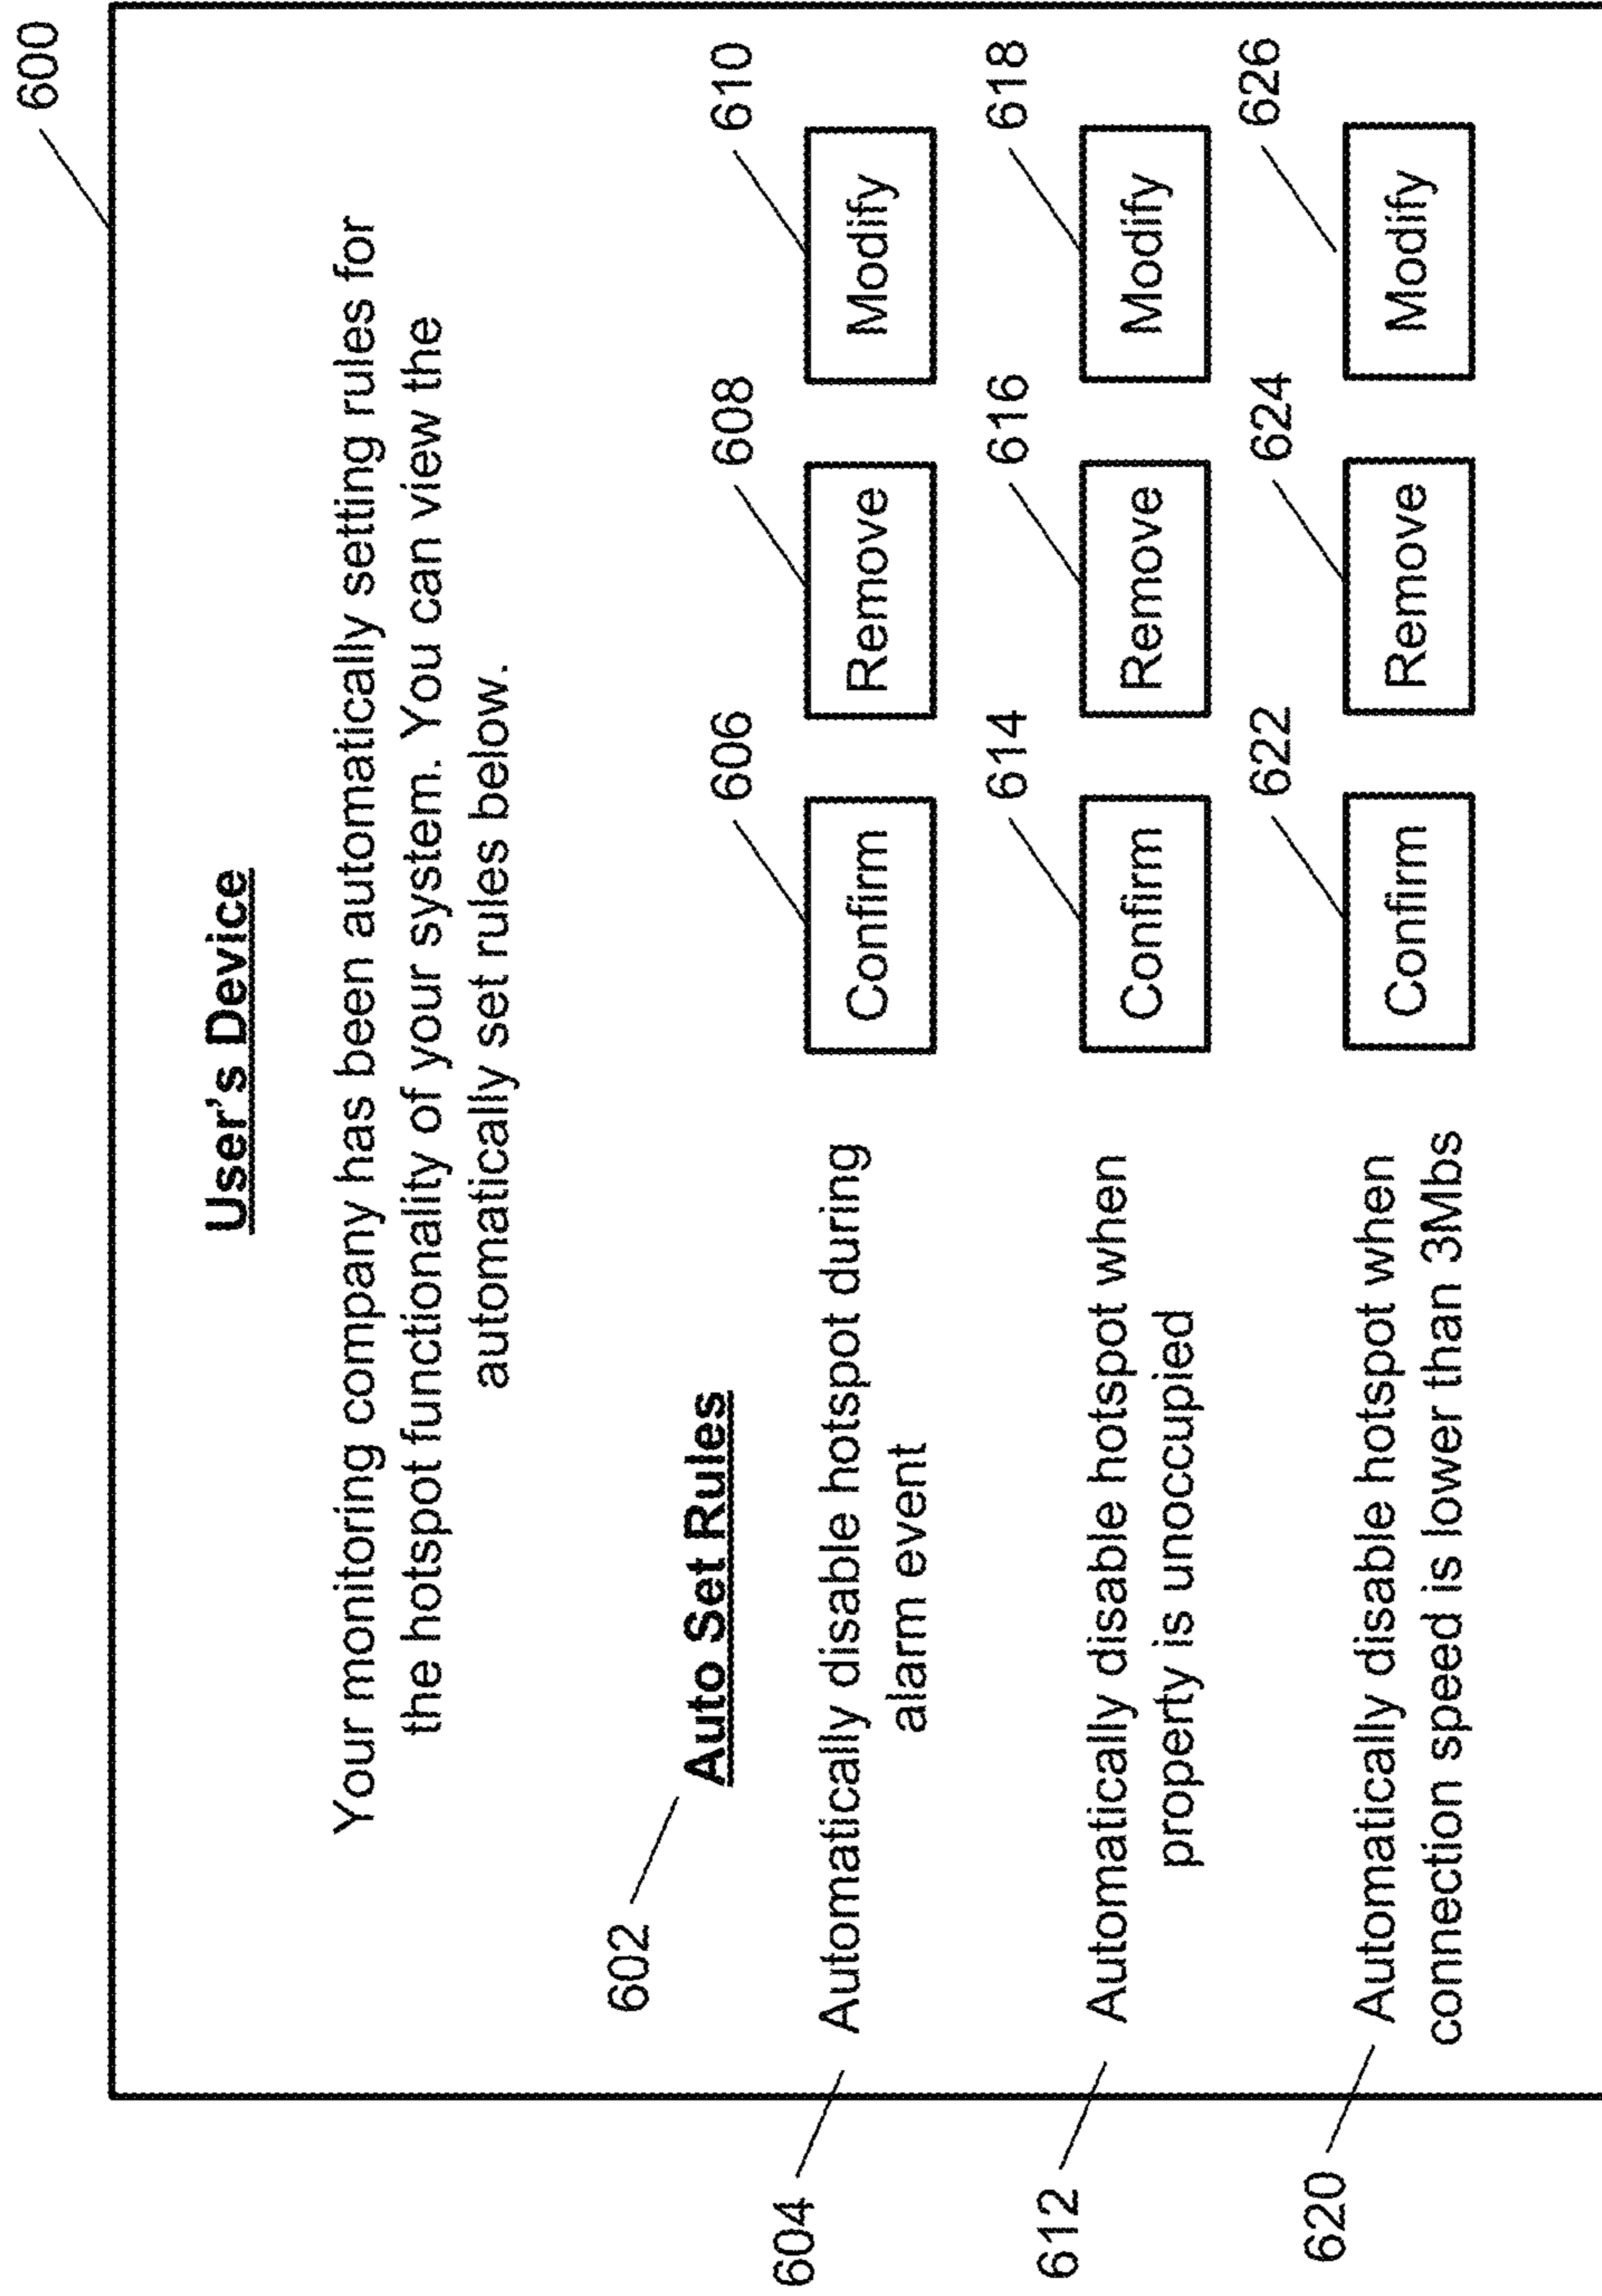 600
User's Device
Your monitoring company has been automatically setting rules for
the hotspot functionality of your system. You can view the
automatically set rules below.
602
Auto Set Rules
606
608
610
604
Automatically disable hotspot during
alarm event
Confirm
Remove
Modify
614
616
618
612
Automatically disable hotspot when
property is unoccupied
Confirm
Remove
Modify
622
624
626
620
Automatically disable hotspot when
connection speed is lower than 3Mbs
Confirm
Remove
Modify